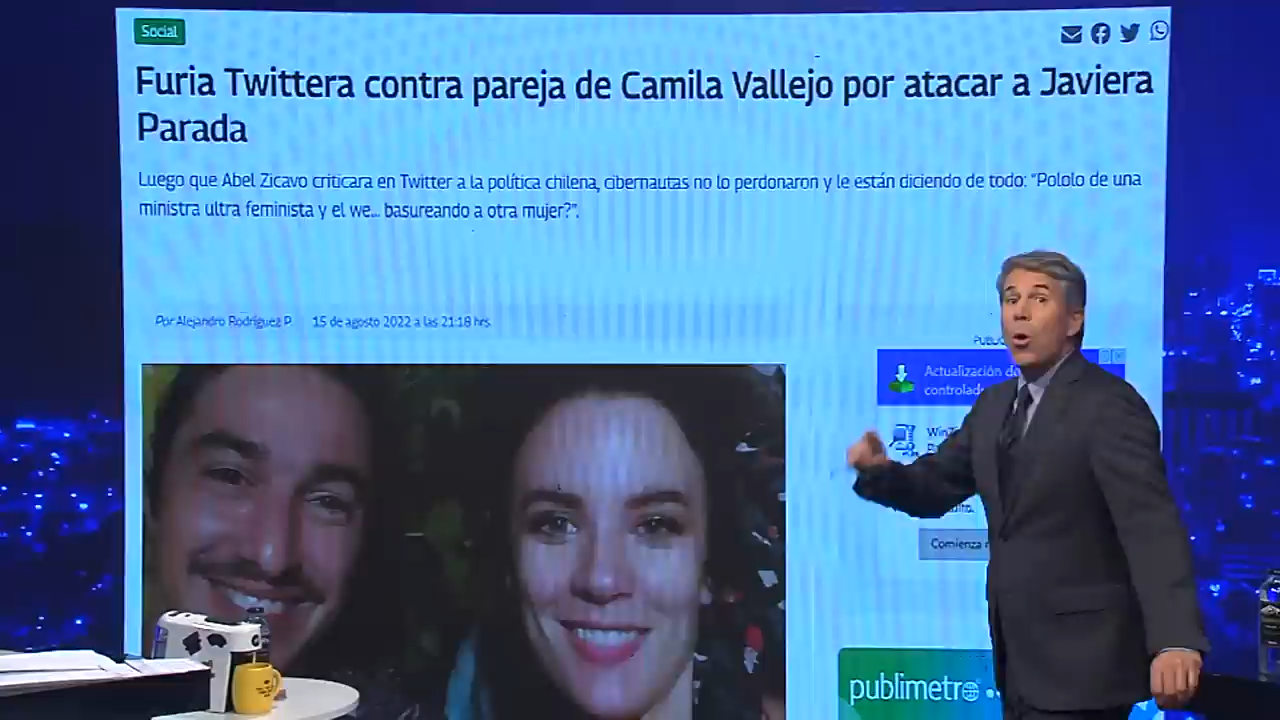 Social
Furia Twittera contra pareja de Camila Vallejo por atacar a Javiera
Parada
Luego que Abel Zicavo criticara en Twitter a la política chilena, cibernautas no lo perdonaron y le están diciendo de todo: "Pololo de una
ministra ultra feminista y el we... basureando a otra mujer?".
Por Alejandro Rodríguez P 15 de agosto 2022 a las 21:18 hrs
Actualización de
controlad
Comienza
publimetro